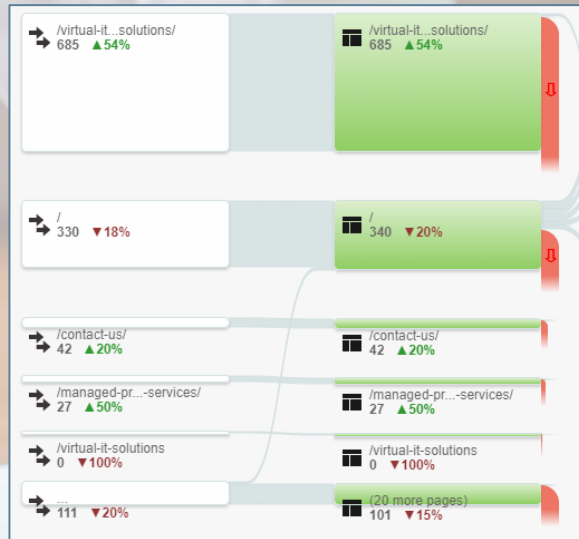 /virtual-it...solutions/
685 ▲54%
/
330 ▼18%
/contact-us/
42 ▲20%
/managed-pr...-services/
27 ▲50%
/virtual-it-solutions
0 ▼100%
...
111 ▼20%
/virtual-it...solutions/
685 ▲54%
/
340 ▼20%
/contact-us/
42 ▲20%
/managed-pr...-services/
27 ▲50%
/virtual-it-solutions
0 ▼100%
(20 more pages)
101 ▼15%